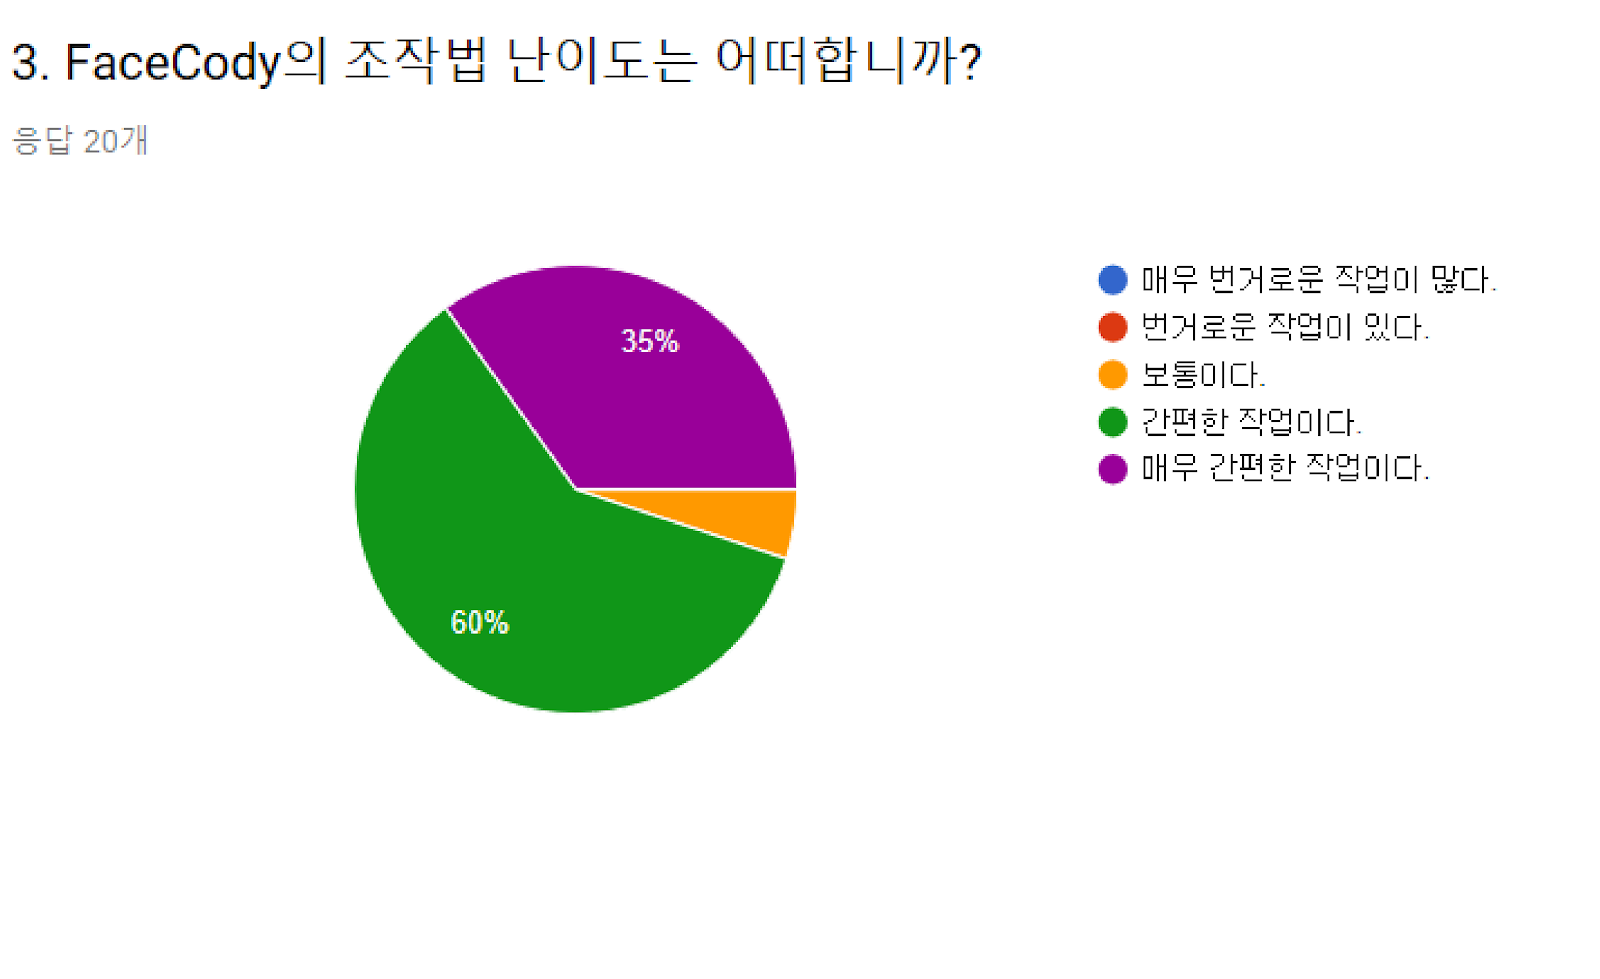 3. FaceCody의 조작법 난이도는 어떠합니까?
응답 20개
매우 번거로운 작업이 많다.
번거로운 작업이 있다.
보통이다.
간편한 작업이다.
매우 간편한 작업이다.
35%
60%